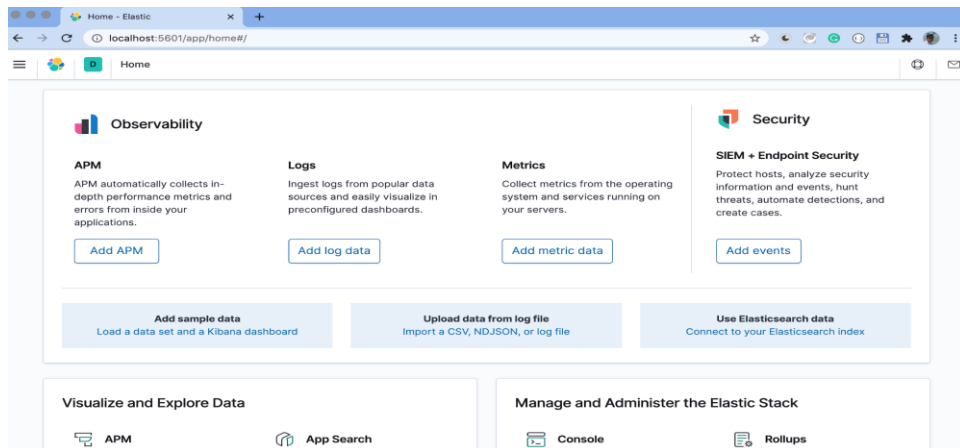 Home - Elastic
localhost:5601/app/home#/
D
Home
Observability
APM
APM automatically collects in-
depth performance metrics and
errors from inside your
applications.
Add APM
Logs
Ingest logs from popular data
sources and easily visualize in
preconfigured dashboards.
Add log data
Metrics
Collect metrics from the operating
system and services running on
your servers.
Add metric data
Security
SIEM + Endpoint Security
Protect hosts, analyze security
information and events, hunt
threats, automate detections, and
create cases.
Add events
Add sample data
Load a data set and a Kibana dashboard
Upload data from log file
Import a CSV, NDJSON, or log file
Use Elasticsearch data
Connect to your Elasticsearch index
Visualize and Explore Data
APM
App Search
Manage and Administer the Elastic Stack
Console
Rollups